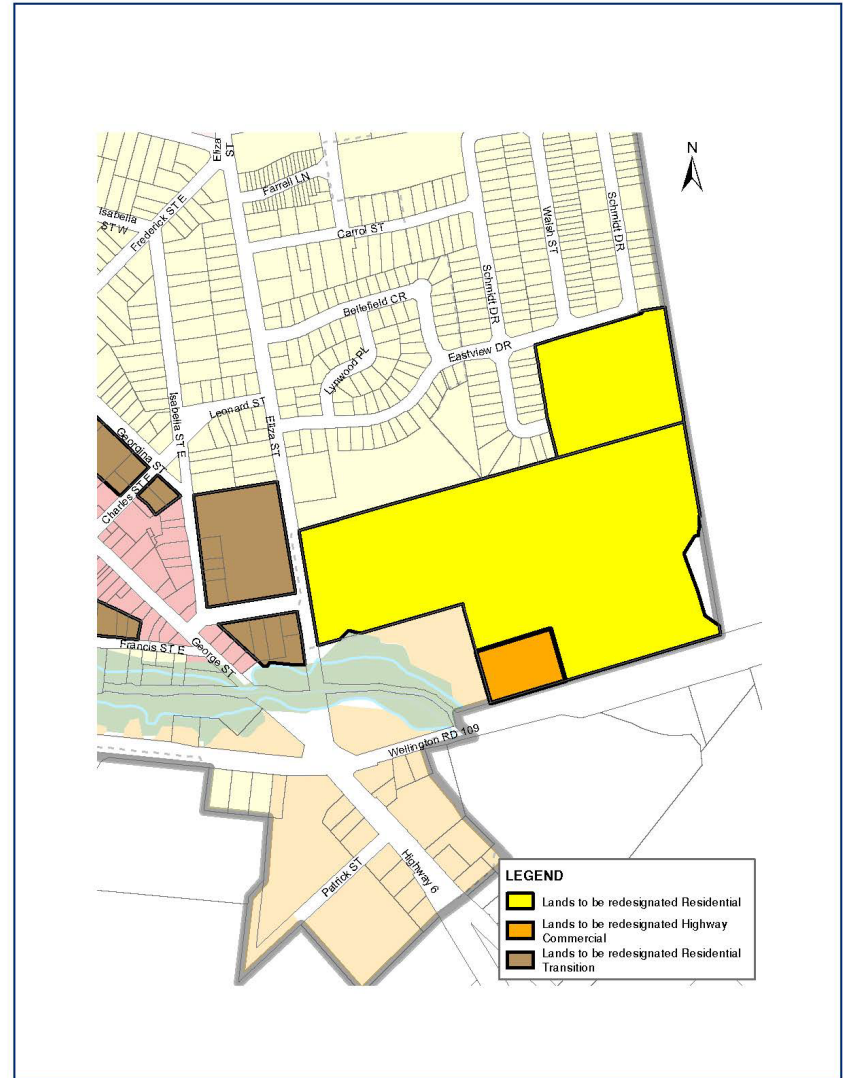 Eliza
ST
N
Farrell LN
Isabella
ST W
Frederick ST E
Carrol ST
Walsh ST
Schmidt DR
Schmidt DR
Bellefield CR
Eastview DR
Lynwood PL
Isabella ST E
Leonard ST
Eliza ST
Georgina ST
Charles ST E
Francis ST E
George ST
Wellington RD 109
Patrick ST
Highway 6
LEGEND
Lands to be redesignated Residential
Lands to be redesignated Highway
Commercial
Lands to be redesignated Residential
Transition